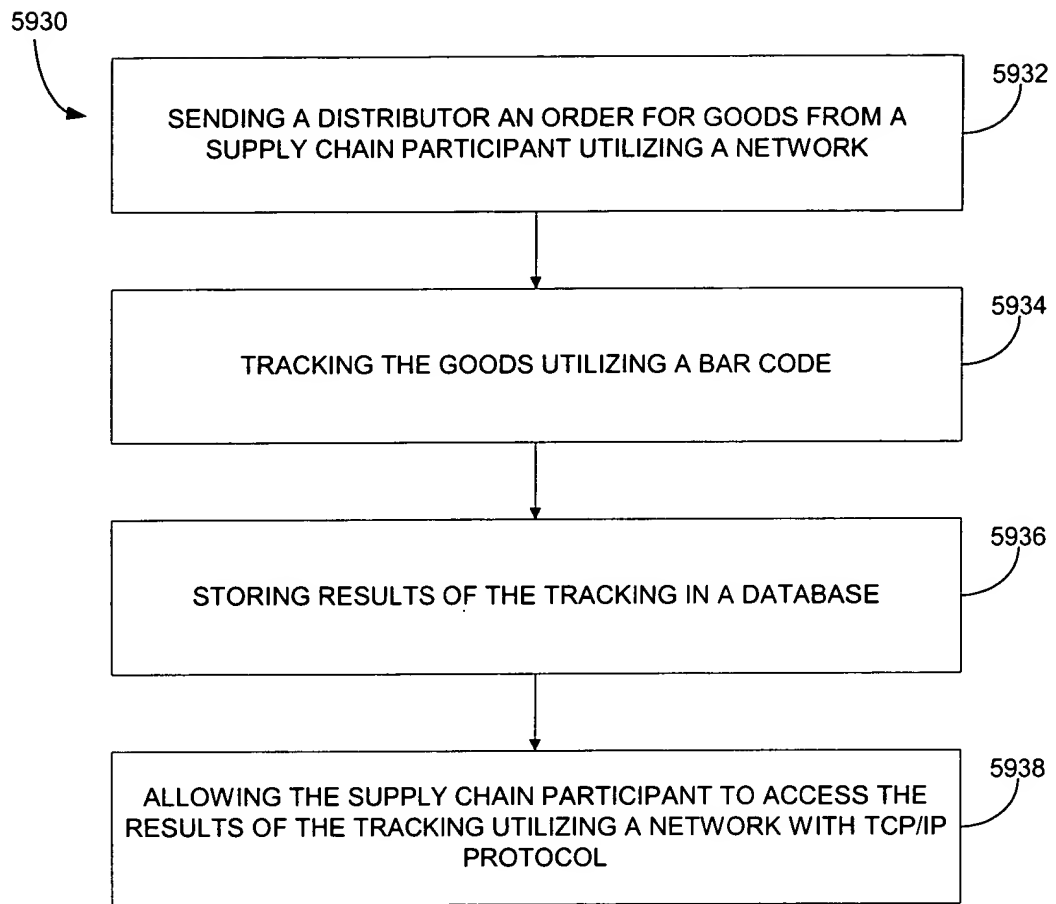 5930
5932
SENDING A DISTRIBUTOR AN ORDER FOR GOODS FROM A
SUPPLY CHAIN PARTICIPANT UTILIZING A NETWORK
5934
TRACKING THE GOODS UTILIZING A BAR CODE
5936
STORING RESULTS OF THE TRACKING IN A DATABASE
5938
ALLOWING THE SUPPLY CHAIN PARTICIPANT TO ACCESS THE
RESULTS OF THE TRACKING UTILIZING A NETWORK WITH TCP/IP
PROTOCOL